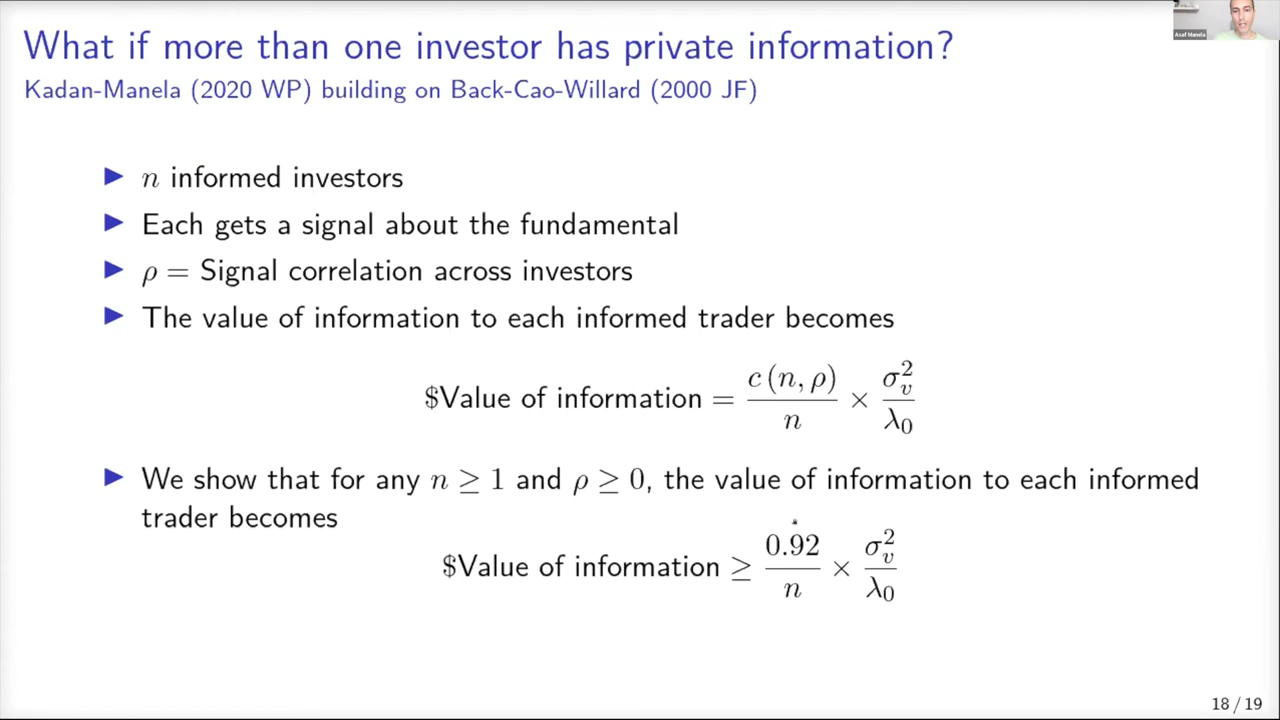 Asaf Manela
What if more than one investor has private information?
Kadan-Manela (2020 WP) building on Back-Cao-Willard (2000 JF)
▶ n informed investors
▶ Each gets a signal about the fundamental
▶ ρ = Signal correlation across investors
▶ The value of information to each informed trader becomes
$Value of information = c(n, ρ)/n × σ_v^2/λ_0
▶ We show that for any n ≥ 1 and ρ ≥ 0, the value of information to each informed
trader becomes
$Value of information ≥ 0.92/n × σ_v^2/λ_0
18 / 19